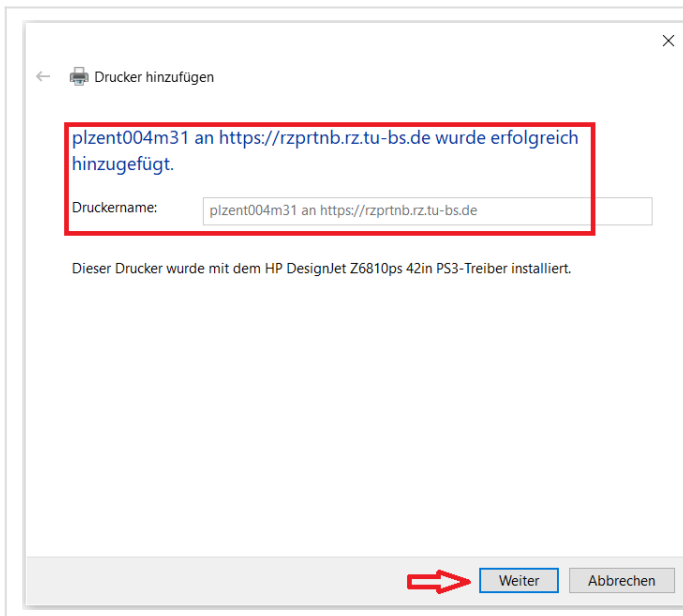 Drucker hinzufügen
plzent004m31 an https://rzprtnb.rz.tu-bs.de wurde erfolgreich
hinzugefügt.
Druckername: plzent004m31 an https://rzprtnb.rz.tu-bs.de
Dieser Drucker wurde mit dem HP DesignJet Z6810ps 42in PS3-Treiber installiert.
Weiter Abbrechen